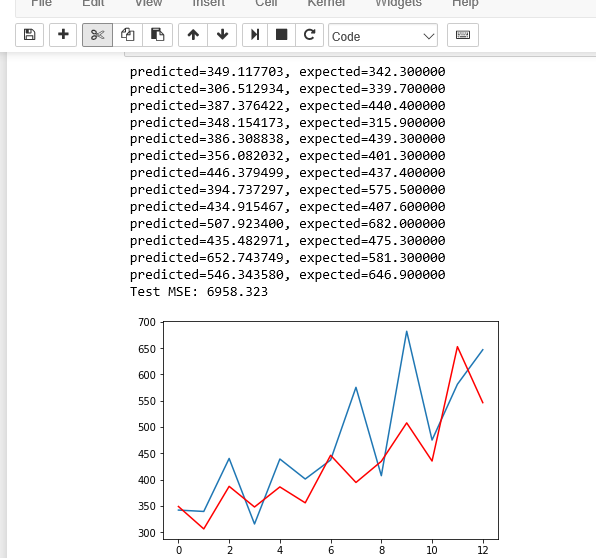 File Edit View Insert Cell Kernel Widgets Help
Code
predicted=349.117703, expected=342.300000
predicted=306.512934, expected=339.700000
predicted=387.376422, expected=440.400000
predicted=348.154173, expected=315.900000
predicted=386.308838, expected=439.300000
predicted=356.082032, expected=401.300000
predicted=446.379499, expected=437.400000
predicted=394.737297, expected=575.500000
predicted=434.915467, expected=407.600000
predicted=507.923400, expected=682.000000
predicted=435.482971, expected=475.300000
predicted=652.743749, expected=581.300000
predicted=546.343580, expected=646.900000
Test MSE: 6958.323
700
650
600
550
500
450
400
350
300
0 2 4 6 8 10 12